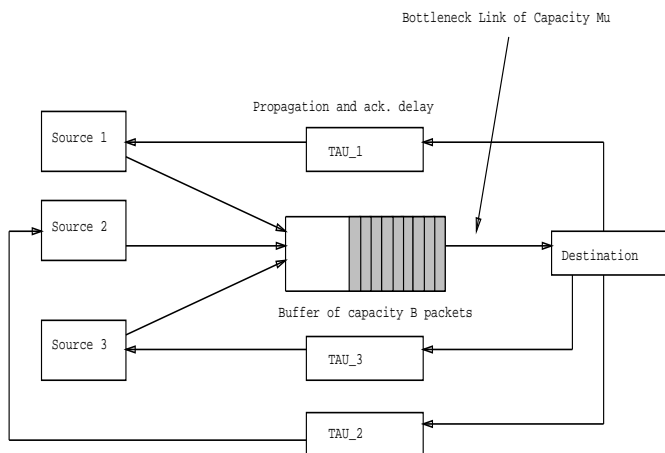 Bottleneck Link of Capacity Mu
Propagation and ack. delay
Source 1
TAU_1
Source 2
Destination
Buffer of capacity B packets
Source 3
TAU_3
TAU_2